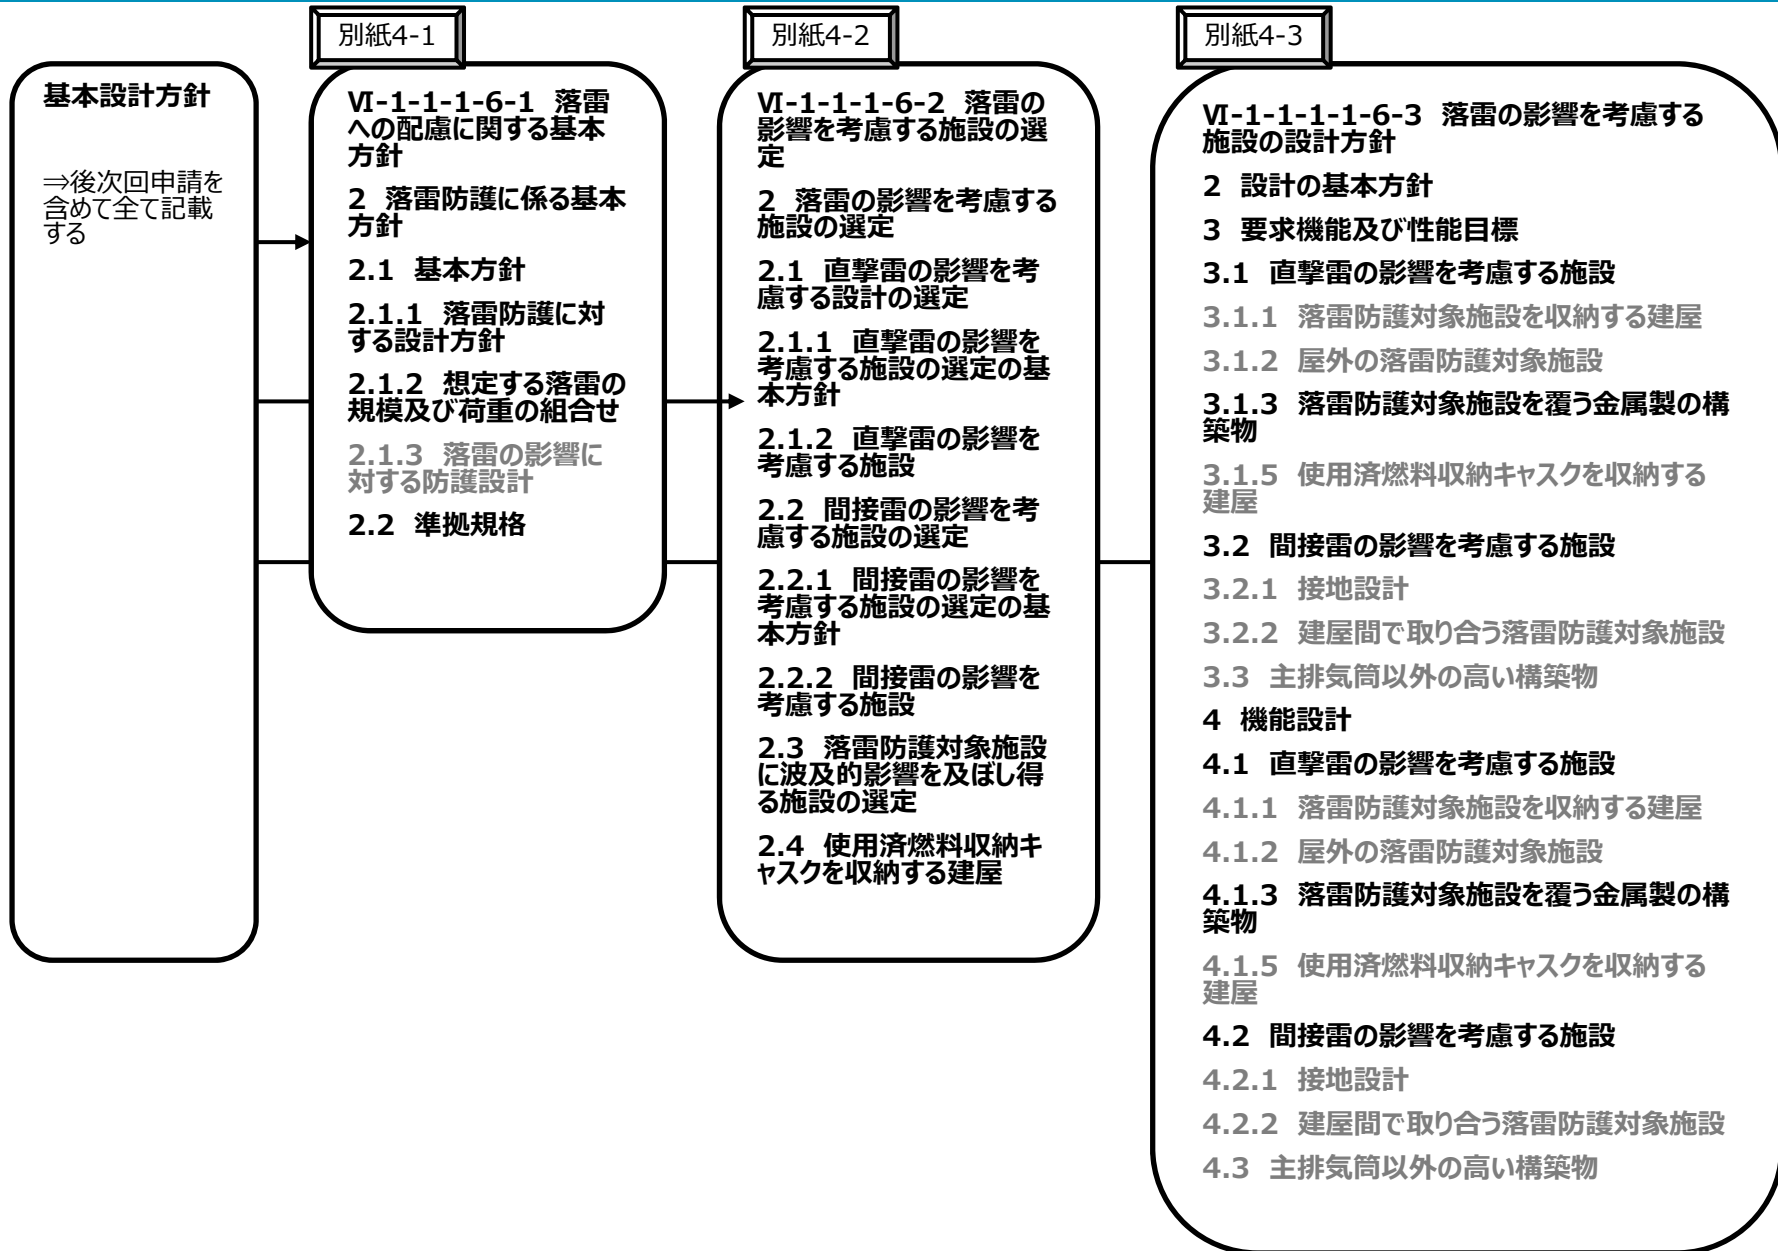 基本設計方針
⇒後次回申請を
含めて全て記載
する
別紙4-1
Ⅵ-1-1-1-6-1 落雷
への配慮に関する基本
方針
2 落雷防護に係る基本
方針
2.1 基本方針
2.1.1 落雷防護に対
する設計方針
2.1.2 想定する落雷の
規模及び荷重の組合せ
2.1.3 落雷の影響に
対する防護設計
2.2 準拠規格
別紙4-2
Ⅵ-1-1-1-6-2 落雷の
影響を考慮する施設の選
定
2 落雷の影響を考慮する
施設の選定
2.1 直撃雷の影響を考
慮する設計の選定
2.1.1 直撃雷の影響を
考慮する施設の選定の基
本方針
2.1.2 直撃雷の影響を
考慮する施設
2.2 間接雷の影響を考
慮する施設の選定
2.2.1 間接雷の影響を
考慮する施設の選定の基
本方針
2.2.2 間接雷の影響を
考慮する施設
2.3 落雷防護対象施設
に波及的影響を及ぼし得
る施設の選定
2.4 使用済燃料収納キ
ャスクを収納する建屋
別紙4-3
Ⅵ-1-1-1-1-6-3 落雷の影響を考慮する
施設の設計方針
2 設計の基本方針
3 要求機能及び性能目標
3.1 直撃雷の影響を考慮する施設
3.1.1 落雷防護対象施設を収納する建屋
3.1.2 屋外の落雷防護対象施設
3.1.3 落雷防護対象施設を覆う金属製の構
築物
3.1.5 使用済燃料収納キャスクを収納する
建屋
3.2 間接雷の影響を考慮する施設
3.2.1 接地設計
3.2.2 建屋間で取り合う落雷防護対象施設
3.3 主排気筒以外の高い構築物
4 機能設計
4.1 直撃雷の影響を考慮する施設
4.1.1 落雷防護対象施設を収納する建屋
4.1.2 屋外の落雷防護対象施設
4.1.3 落雷防護対象施設を覆う金属製の構
築物
4.1.5 使用済燃料収納キャスクを収納する
建屋
4.2 間接雷の影響を考慮する施設
4.2.1 接地設計
4.2.2 建屋間で取り合う落雷防護対象施設
4.3 主排気筒以外の高い構築物